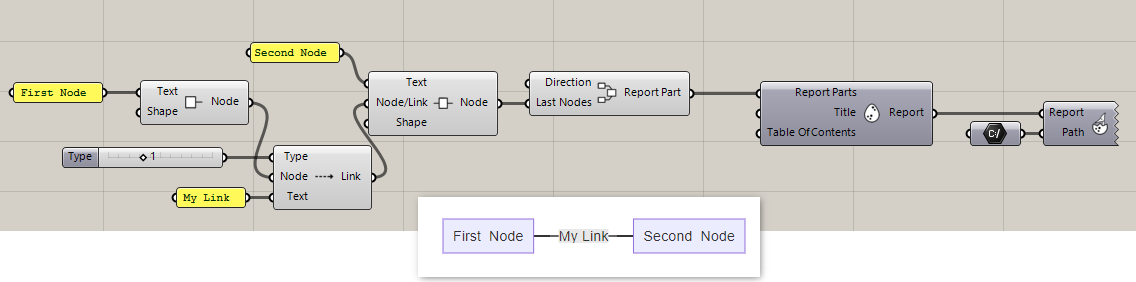 First Node
Text
Shape
Node
Type
1
My Link
Type
Node
Text
Link
Second Node
Text
Node/Link
Shape
Node
Direction
Last Nodes
Report Part
Report Parts
Title
Table Of Contents
Report
C:/
Report
Path
First Node
My Link
Second Node